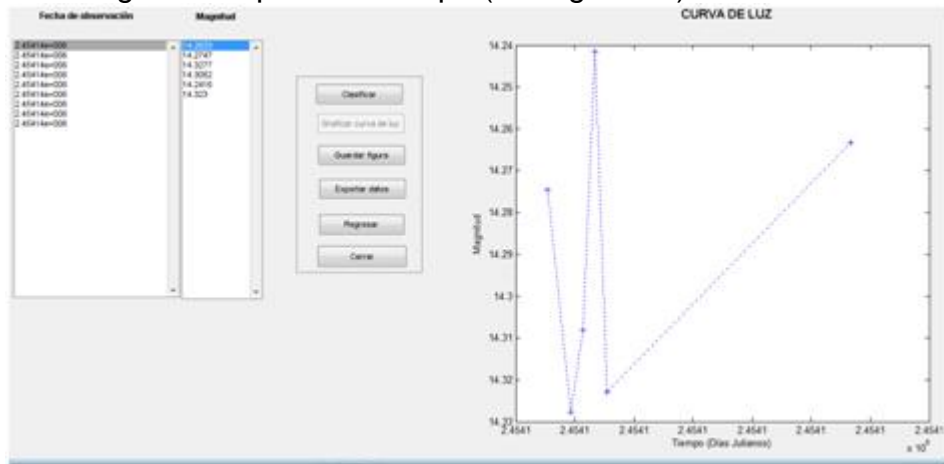 Fecha de observación
Magnitud
2.45414e+006
2.45414e+006
2.45414e+006
2.45414e+006
2.45414e+006
2.45414e+006
2.45414e+006
2.45414e+006
14.2747
14.3277
14.3082
14.2416
14.323
Clasificar
Graficar curva de luz
Guardar figura
Exportar datos
Regresar
Cerrar
CURVA DE LUZ
Magnitud
14.24
14.25
14.26
14.27
14.28
14.29
14.3
14.31
14.32
14.33
2.4541
2.4541
2.4541
2.4541
2.4541
2.4541
2.4541
2.4541
Tiempo (Días Julianos)
x 10⁶